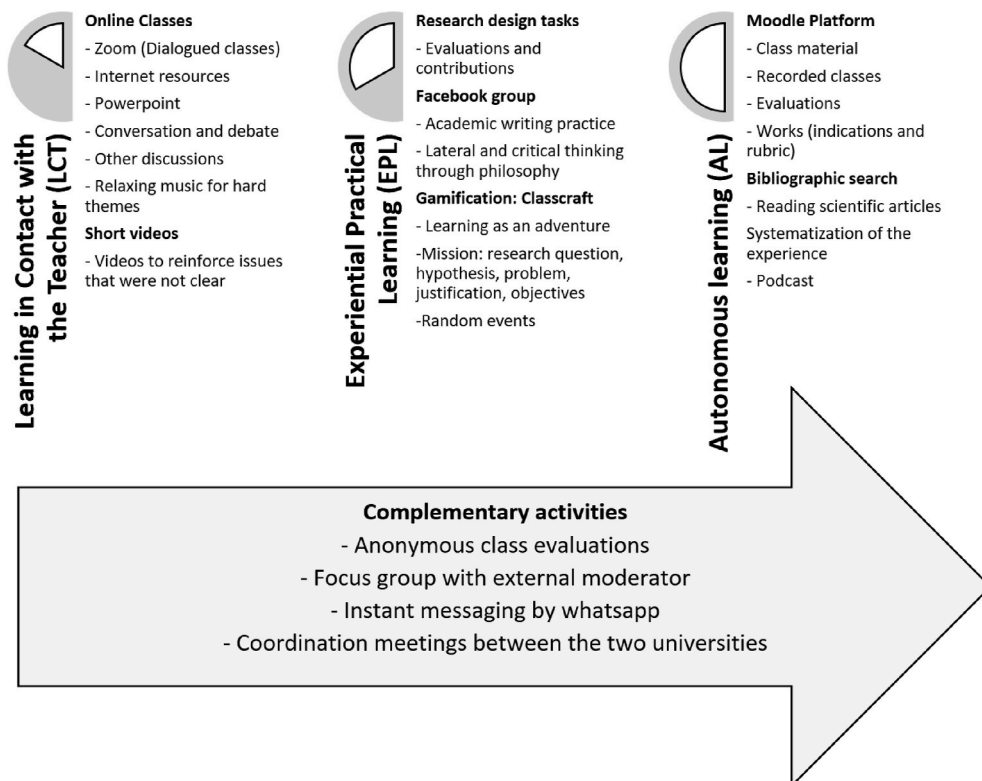 Learning in Contact with
the Teacher (LCT)
Online Classes
- Zoom (Dialogued classes)
- Internet resources
- Powerpoint
- Conversation and debate
- Other discussions
- Relaxing music for hard
themes
Short videos
- Videos to reinforce issues
that were not clear
Experiential Practical
Learning (EPL)
Research design tasks
- Evaluations and
contributions
Facebook group
- Academic writing practice
- Lateral and critical thinking
through philosophy
Gamification: Classcraft
- Learning as an adventure
-Mission: research question,
hypothesis, problem,
justification, objectives
-Random events
Autonomous learning (AL)
Moodle Platform
- Class material
- Recorded classes
- Evaluations
- Works (indications and
rubric)
Bibliographic search
- Reading scientific articles
Systematization of the
experience
- Podcast
Complementary activities
- Anonymous class evaluations
- Focus group with external moderator
- Instant messaging by whatsapp
- Coordination meetings between the two universities